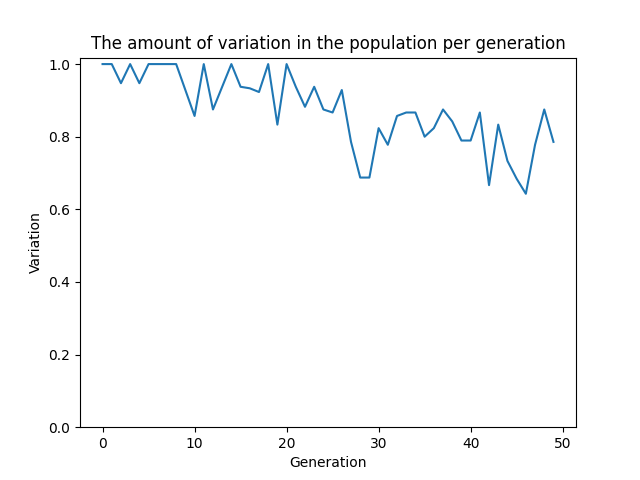 The amount of variation in the population per generation
1.0
0.8
0.6
0.4
0.2
0.0
Variation
0 10 20 30 40 50
Generation